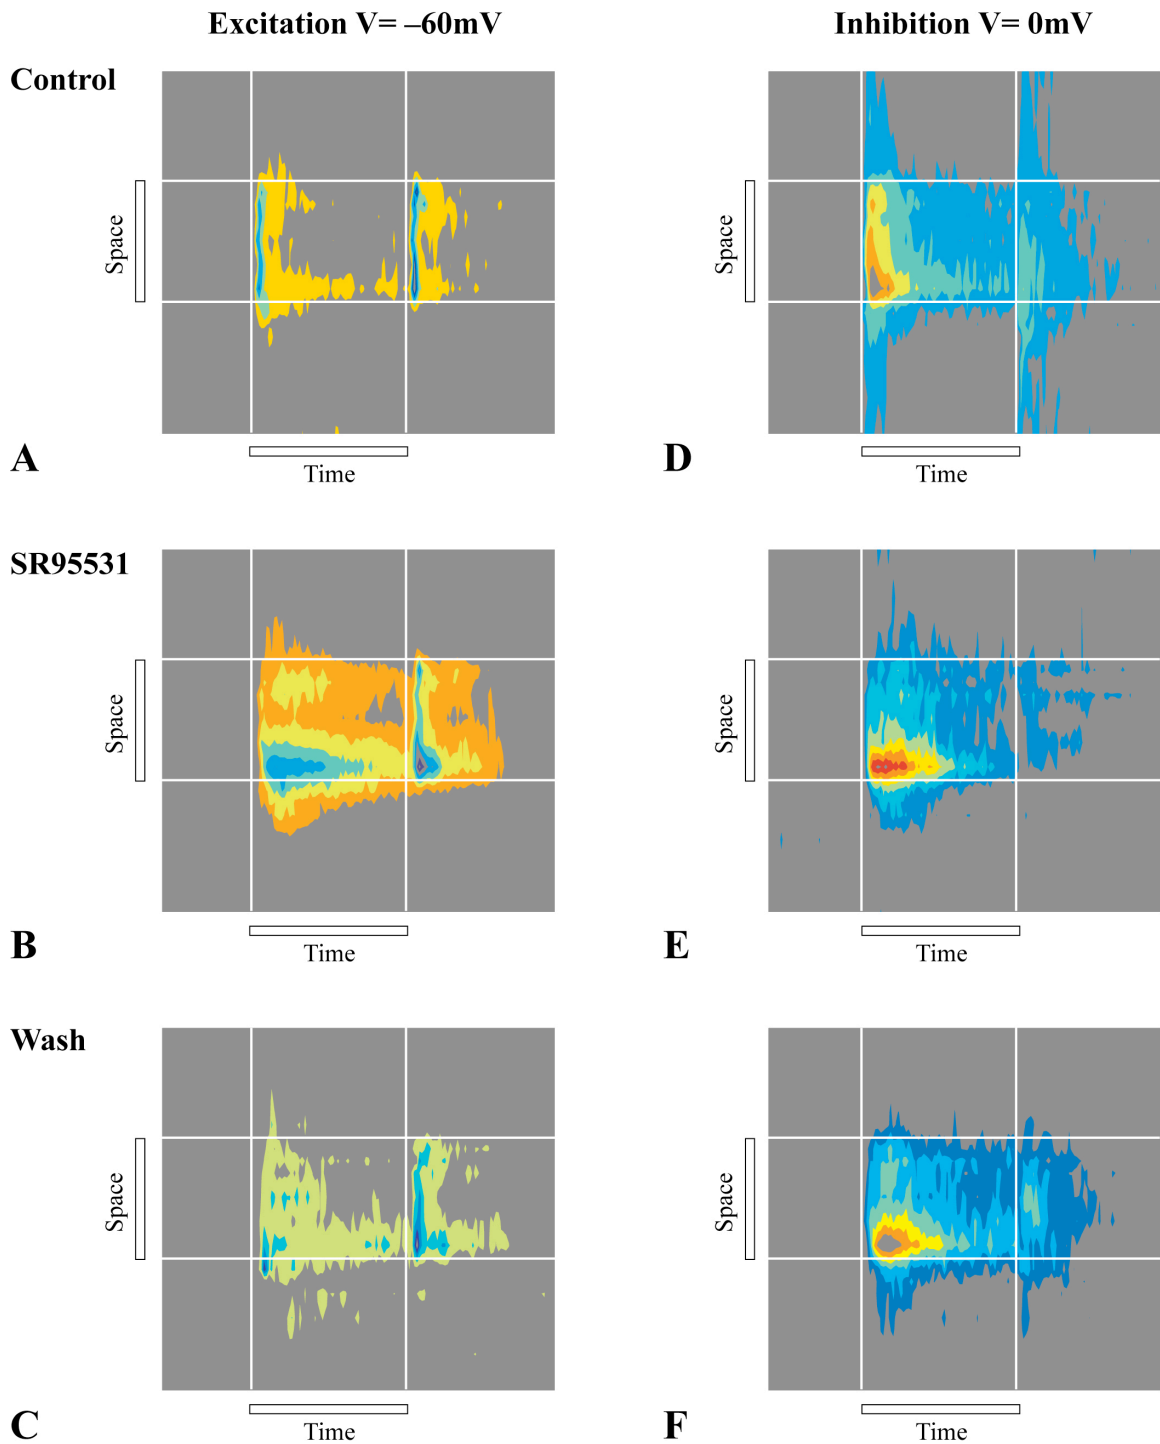 Excitation V= –60mV
Inhibition V= 0mV
Control
Space
Space
A
Time
D
Time
SR95531
Space
Space
B
Time
E
Time
Wash
Space
Space
C
Time
F
Time